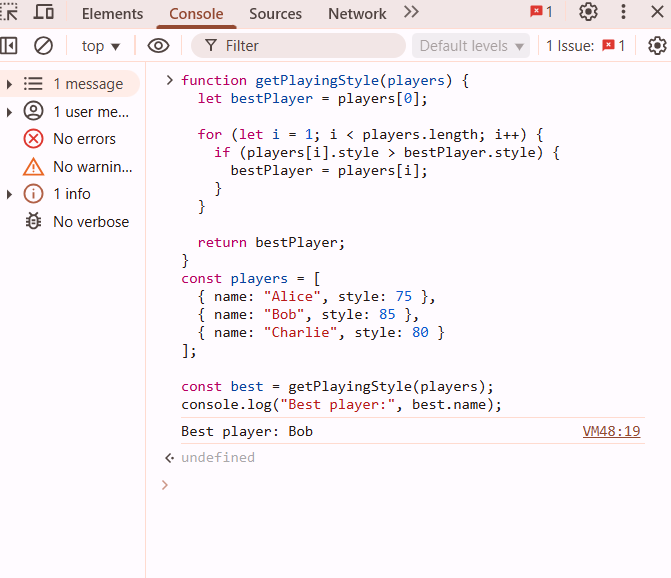 Elements Console Sources Network 1
top Filter Default levels 1 Issue: 1
1 message
1 user me...
No errors
No warnin...
1 info
No verbose
function getPlayingStyle(players) {
  let bestPlayer = players[0];

  for (let i = 1; i < players.length; i++) {
    if (players[i].style > bestPlayer.style) {
      bestPlayer = players[i];
    }
  }

  return bestPlayer;
}
const players = [
  { name: "Alice", style: 75 },
  { name: "Bob", style: 85 },
  { name: "Charlie", style: 80 }
];

const best = getPlayingStyle(players);
console.log("Best player:", best.name);
Best player: Bob VM48:19
undefined